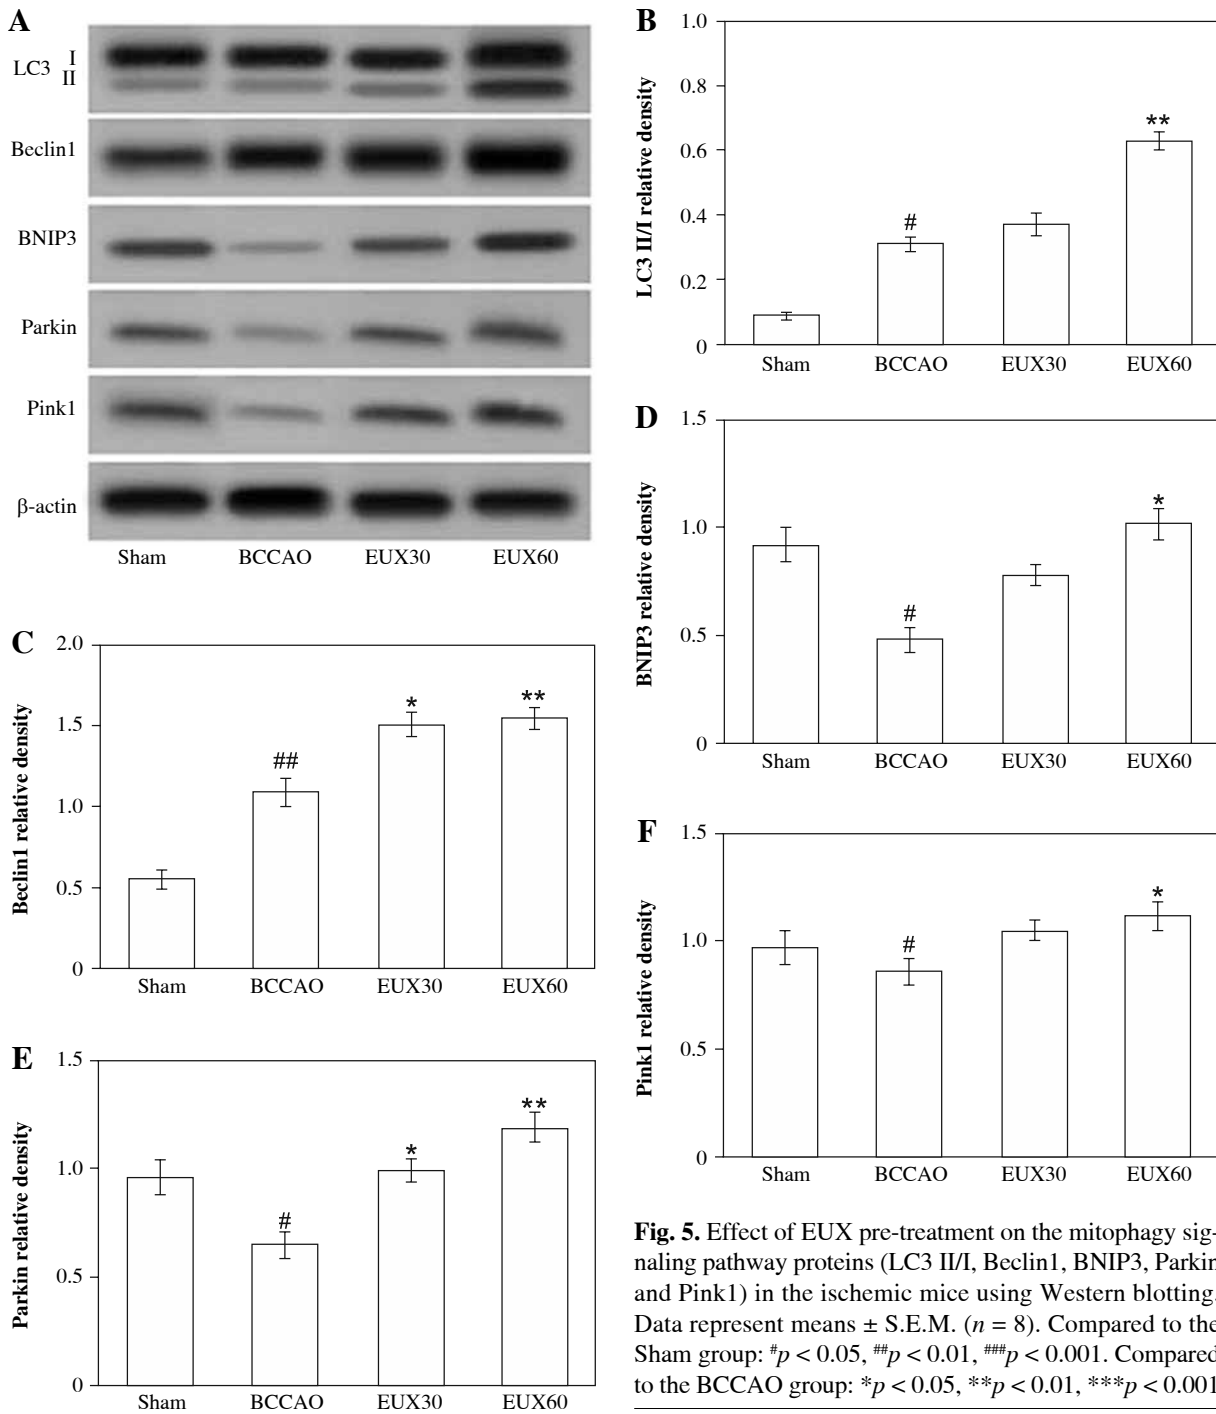 A
LC3 I
II
Beclin1
BNIP3
Parkin
Pink1
β-actin
Sham BCCAO EUX30 EUX60
B
LC3 II/I relative density
1.0
0.8
0.6
0.4
0.2
0
#
**
Sham BCCAO EUX30 EUX60
C
Beclin1 relative density
2.0
1.5
1.0
0.5
0
##
*
**
Sham BCCAO EUX30 EUX60
D
BNIP3 relative density
1.5
1.0
0.5
0
#
*
Sham BCCAO EUX30 EUX60
E
Parkin relative density
1.5
1.0
0.5
0
#
*
**
Sham BCCAO EUX30 EUX60
F
Pink1 relative density
1.5
1.0
0.5
0
#
*
Sham BCCAO EUX30 EUX60
Fig. 5. Effect of EUX pre-treatment on the mitophagy sig-
naling pathway proteins (LC3 II/I, Beclin1, BNIP3, Parkin
and Pink1) in the ischemic mice using Western blotting.
Data represent means ± S.E.M. (n = 8). Compared to the
Sham group: #p < 0.05, ##p < 0.01, ###p < 0.001. Compared
to the BCCAO group: *p < 0.05, **p < 0.01, ***p < 0.001